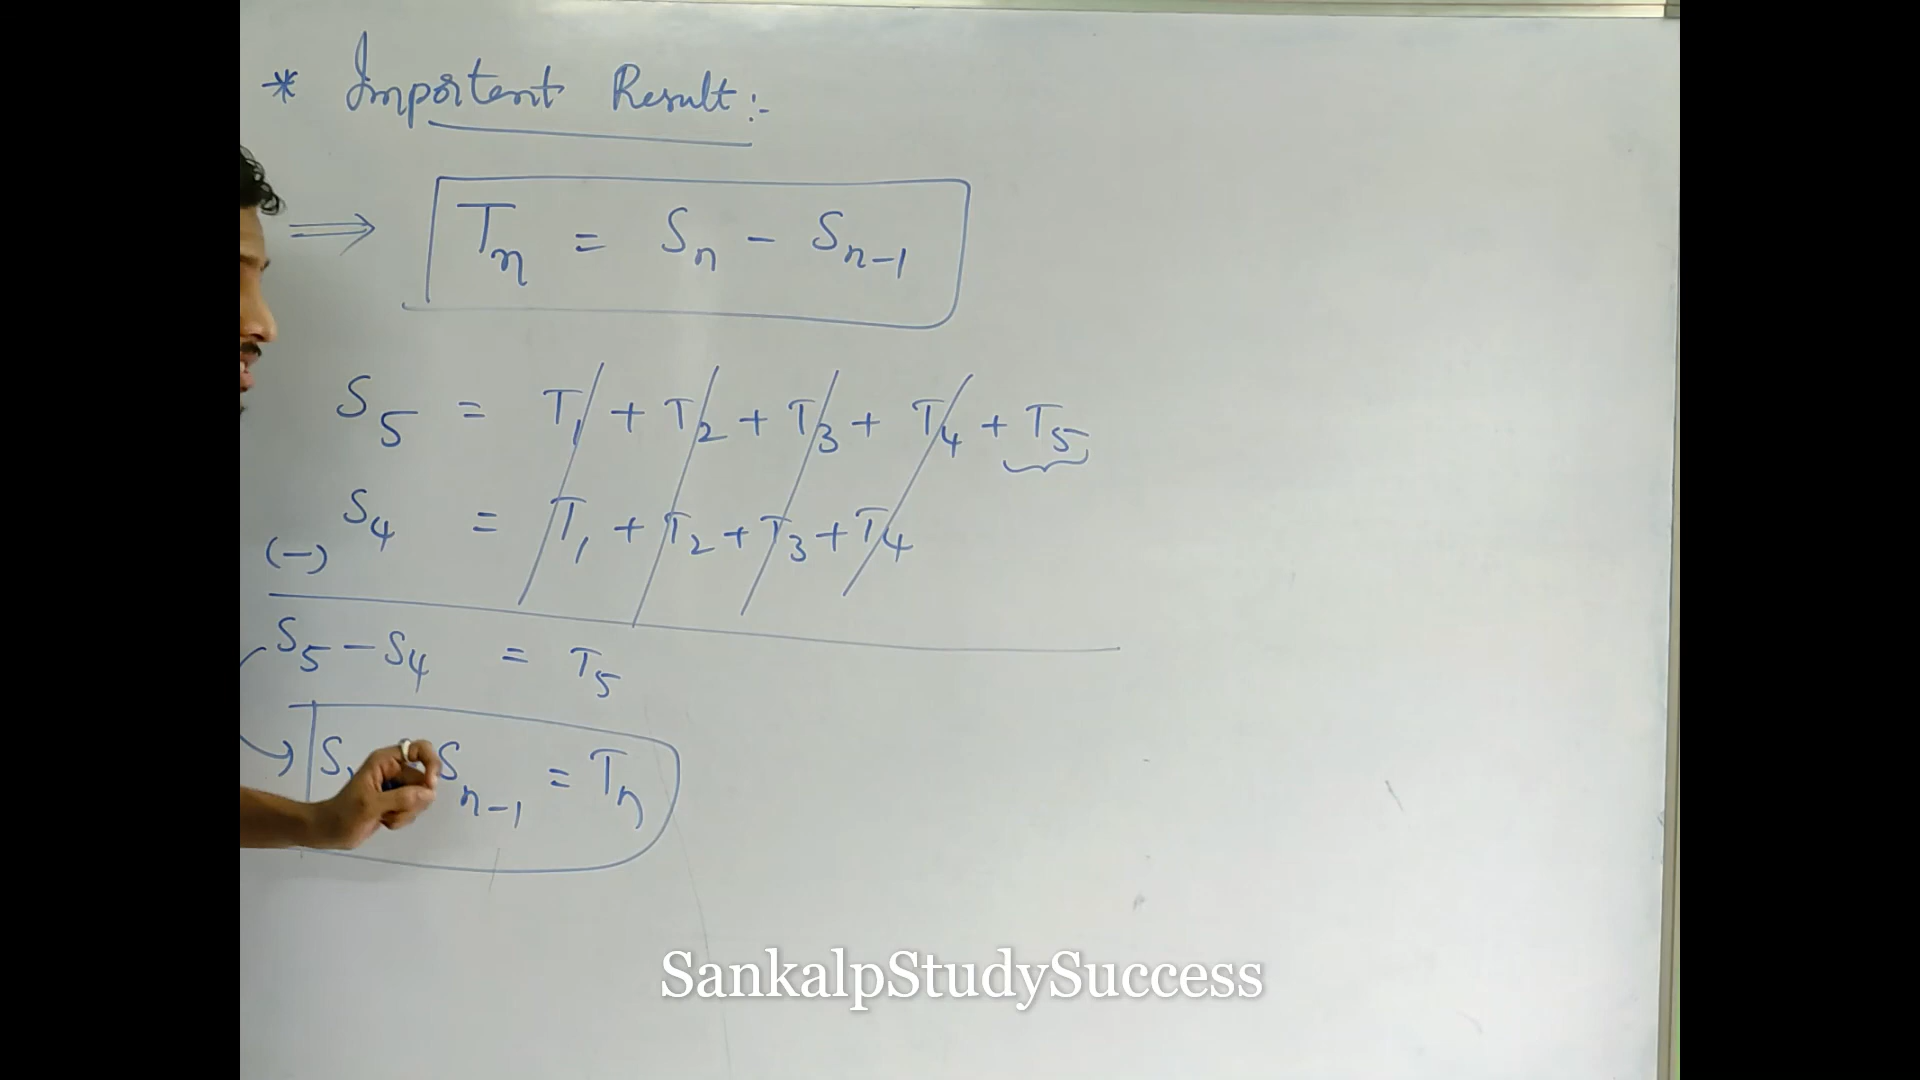 * Important Result:-
⇒ Tn = Sn - Sn-1
S5 = T1 + T2 + T3 + T4 + T5
S4 = T1 + T2 + T3 + T4
(-)
S5 - S4 = T5
S Sn-1 = Tn
SankalpStudySuccess